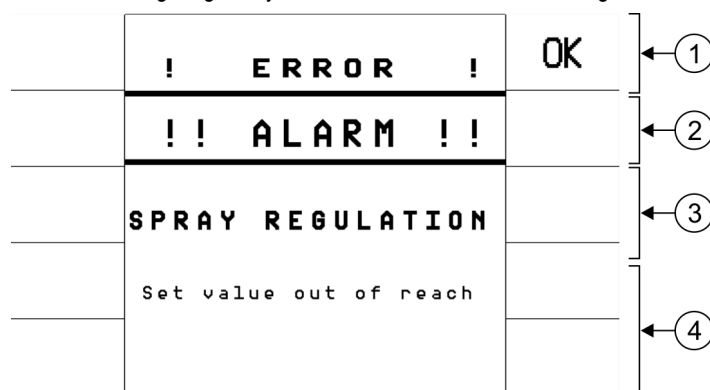 ! ERROR ! OK 1
!! ALARM !! 2
SPRAY REGULATION 3
Set value out of reach
4